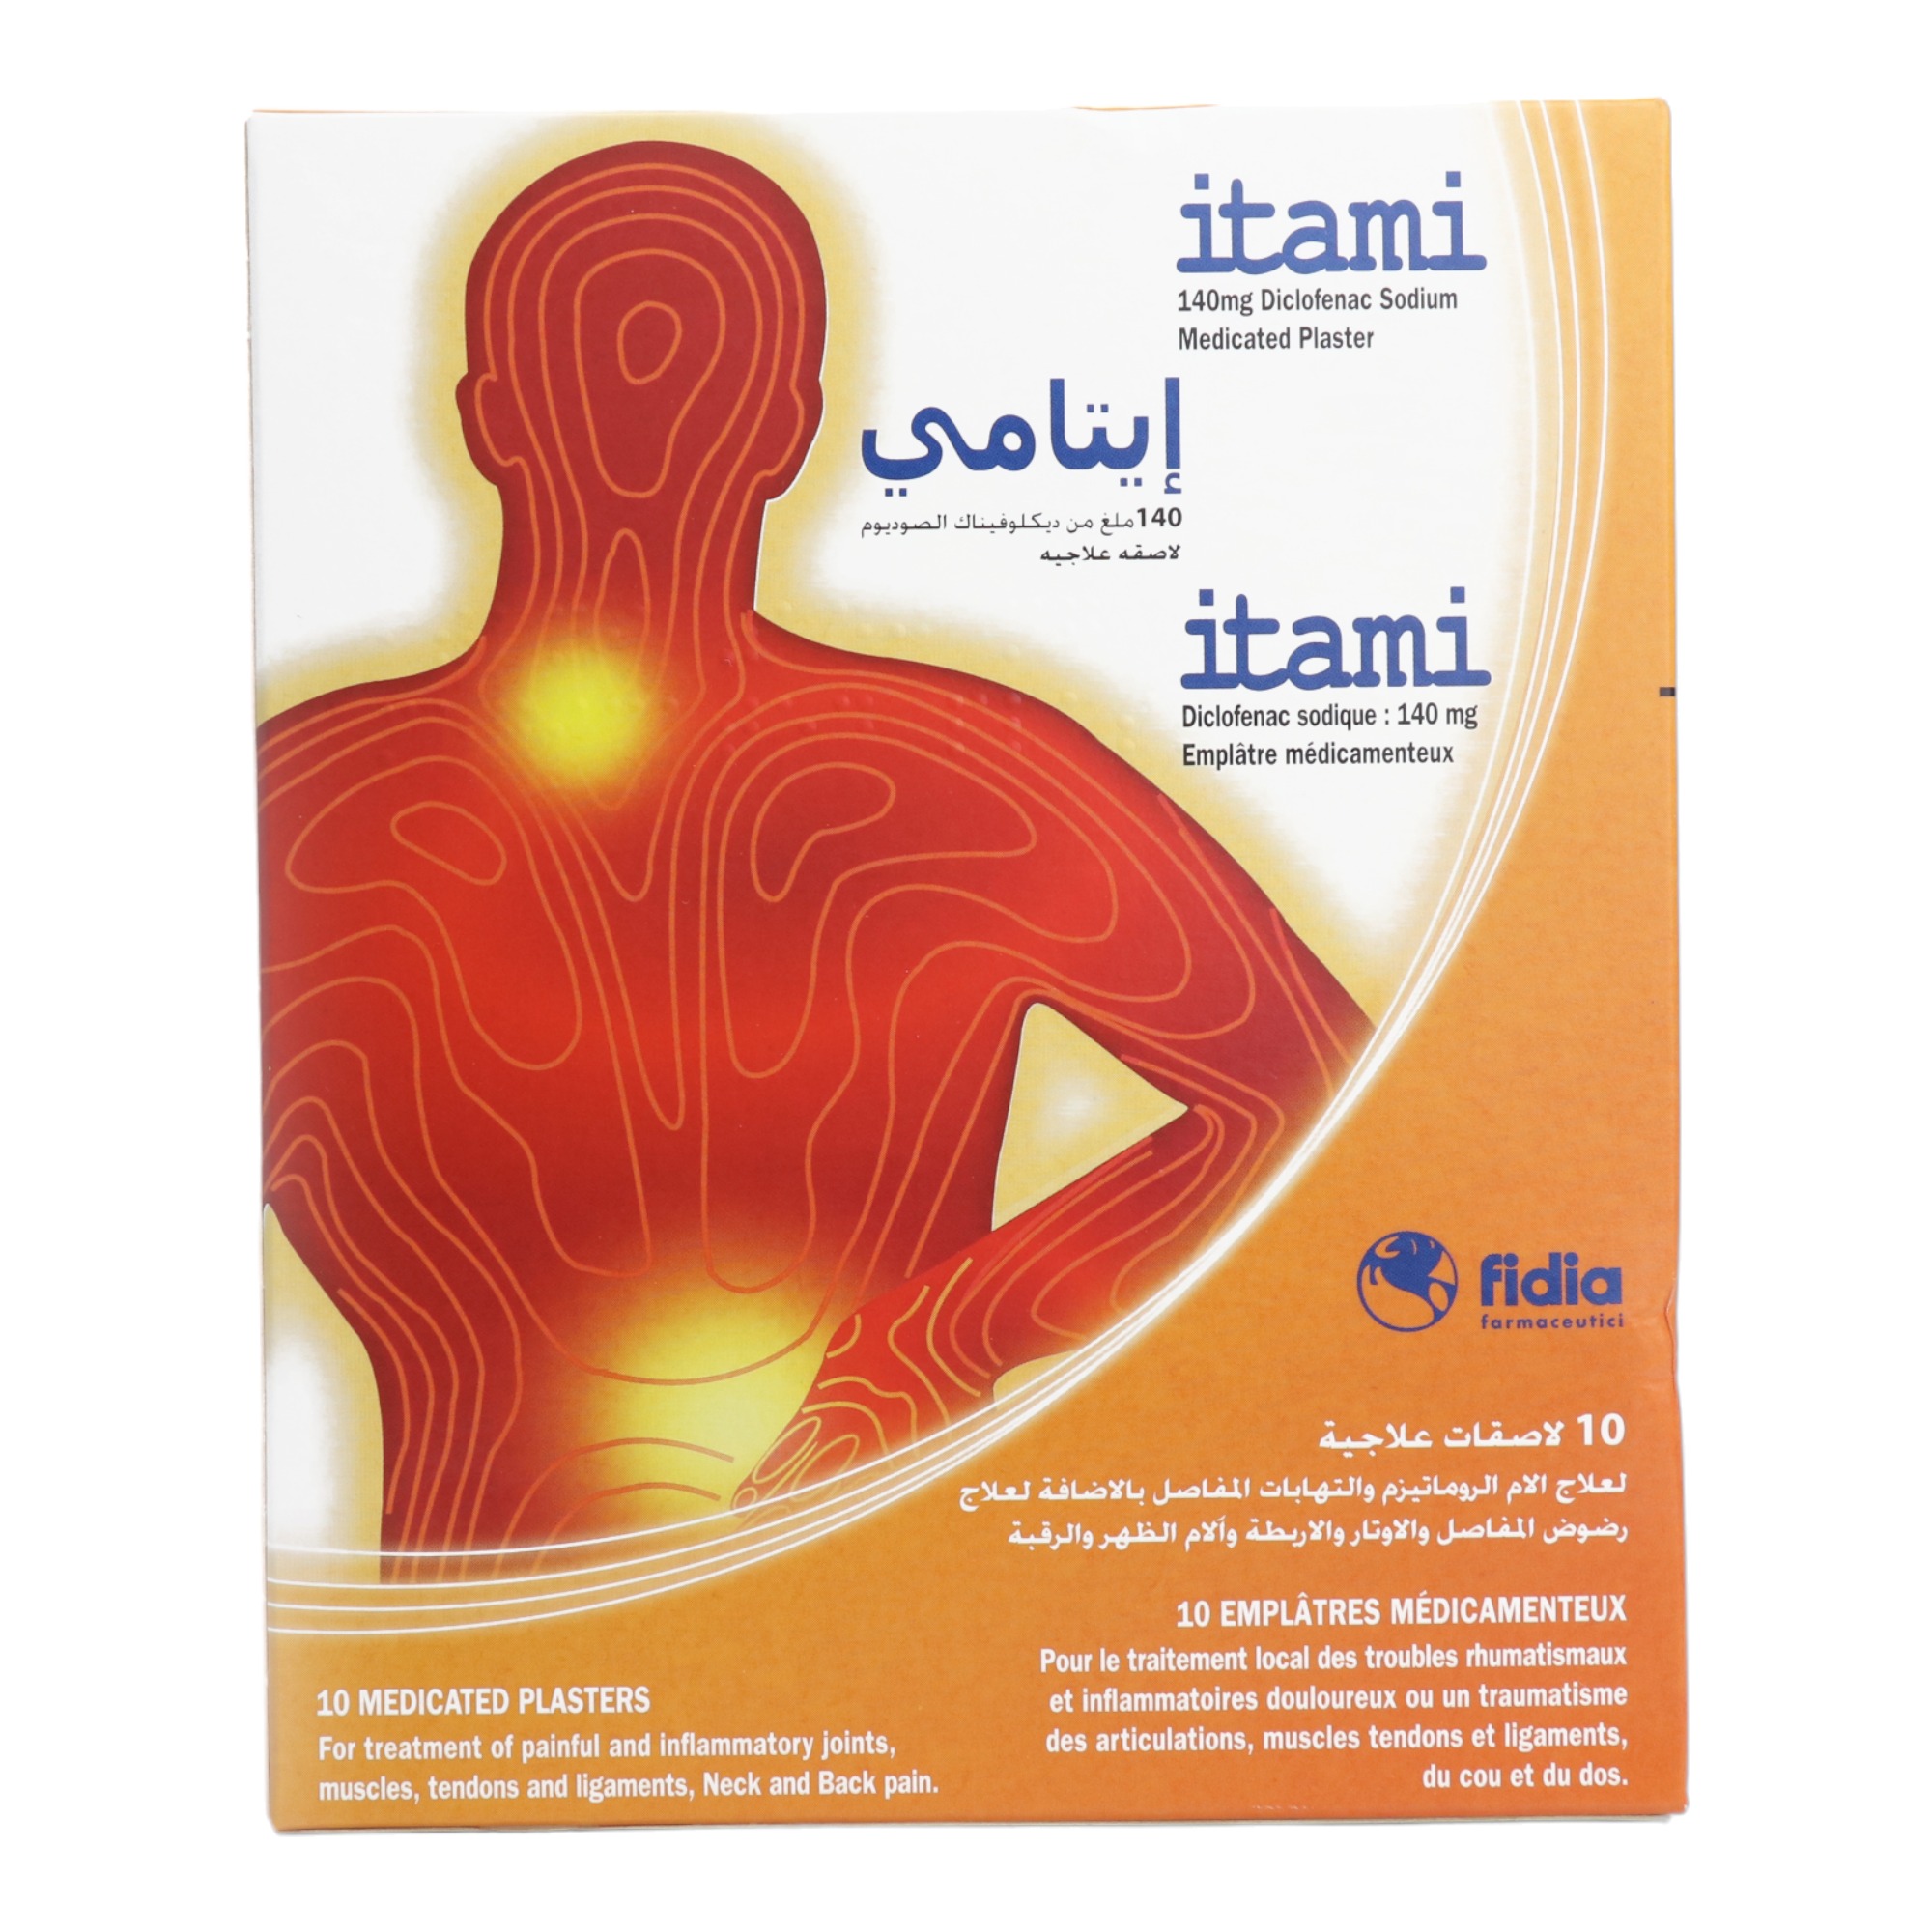 itami
140mg Diclofenac Sodium
Medicated Plaster
إيتامي
140ملغ من ديكلوفيناك الصوديوم
لاصقه علاجيه
itami
Diclofenac sodique : 140 mg
Emplâtre médicamenteux
fidia
farmaceutici
10 لاصقات علاجية
لعلاج الام الروماتيزم والتهابات المفاصل بالاضافة لعلاج
رضوض المفاصل والاوتار والاربطة وآلام الظهر والرقبة
10 EMPLÂTRES MÉDICAMENTEUX
Pour le traitement local des troubles rhumatismaux
et inflammatoires douloureux ou un traumatisme
des articulations, muscles tendons et ligaments,
du cou et du dos.
10 MEDICATED PLASTERS
For treatment of painful and inflammatory joints,
muscles, tendons and ligaments, Neck and Back pain.